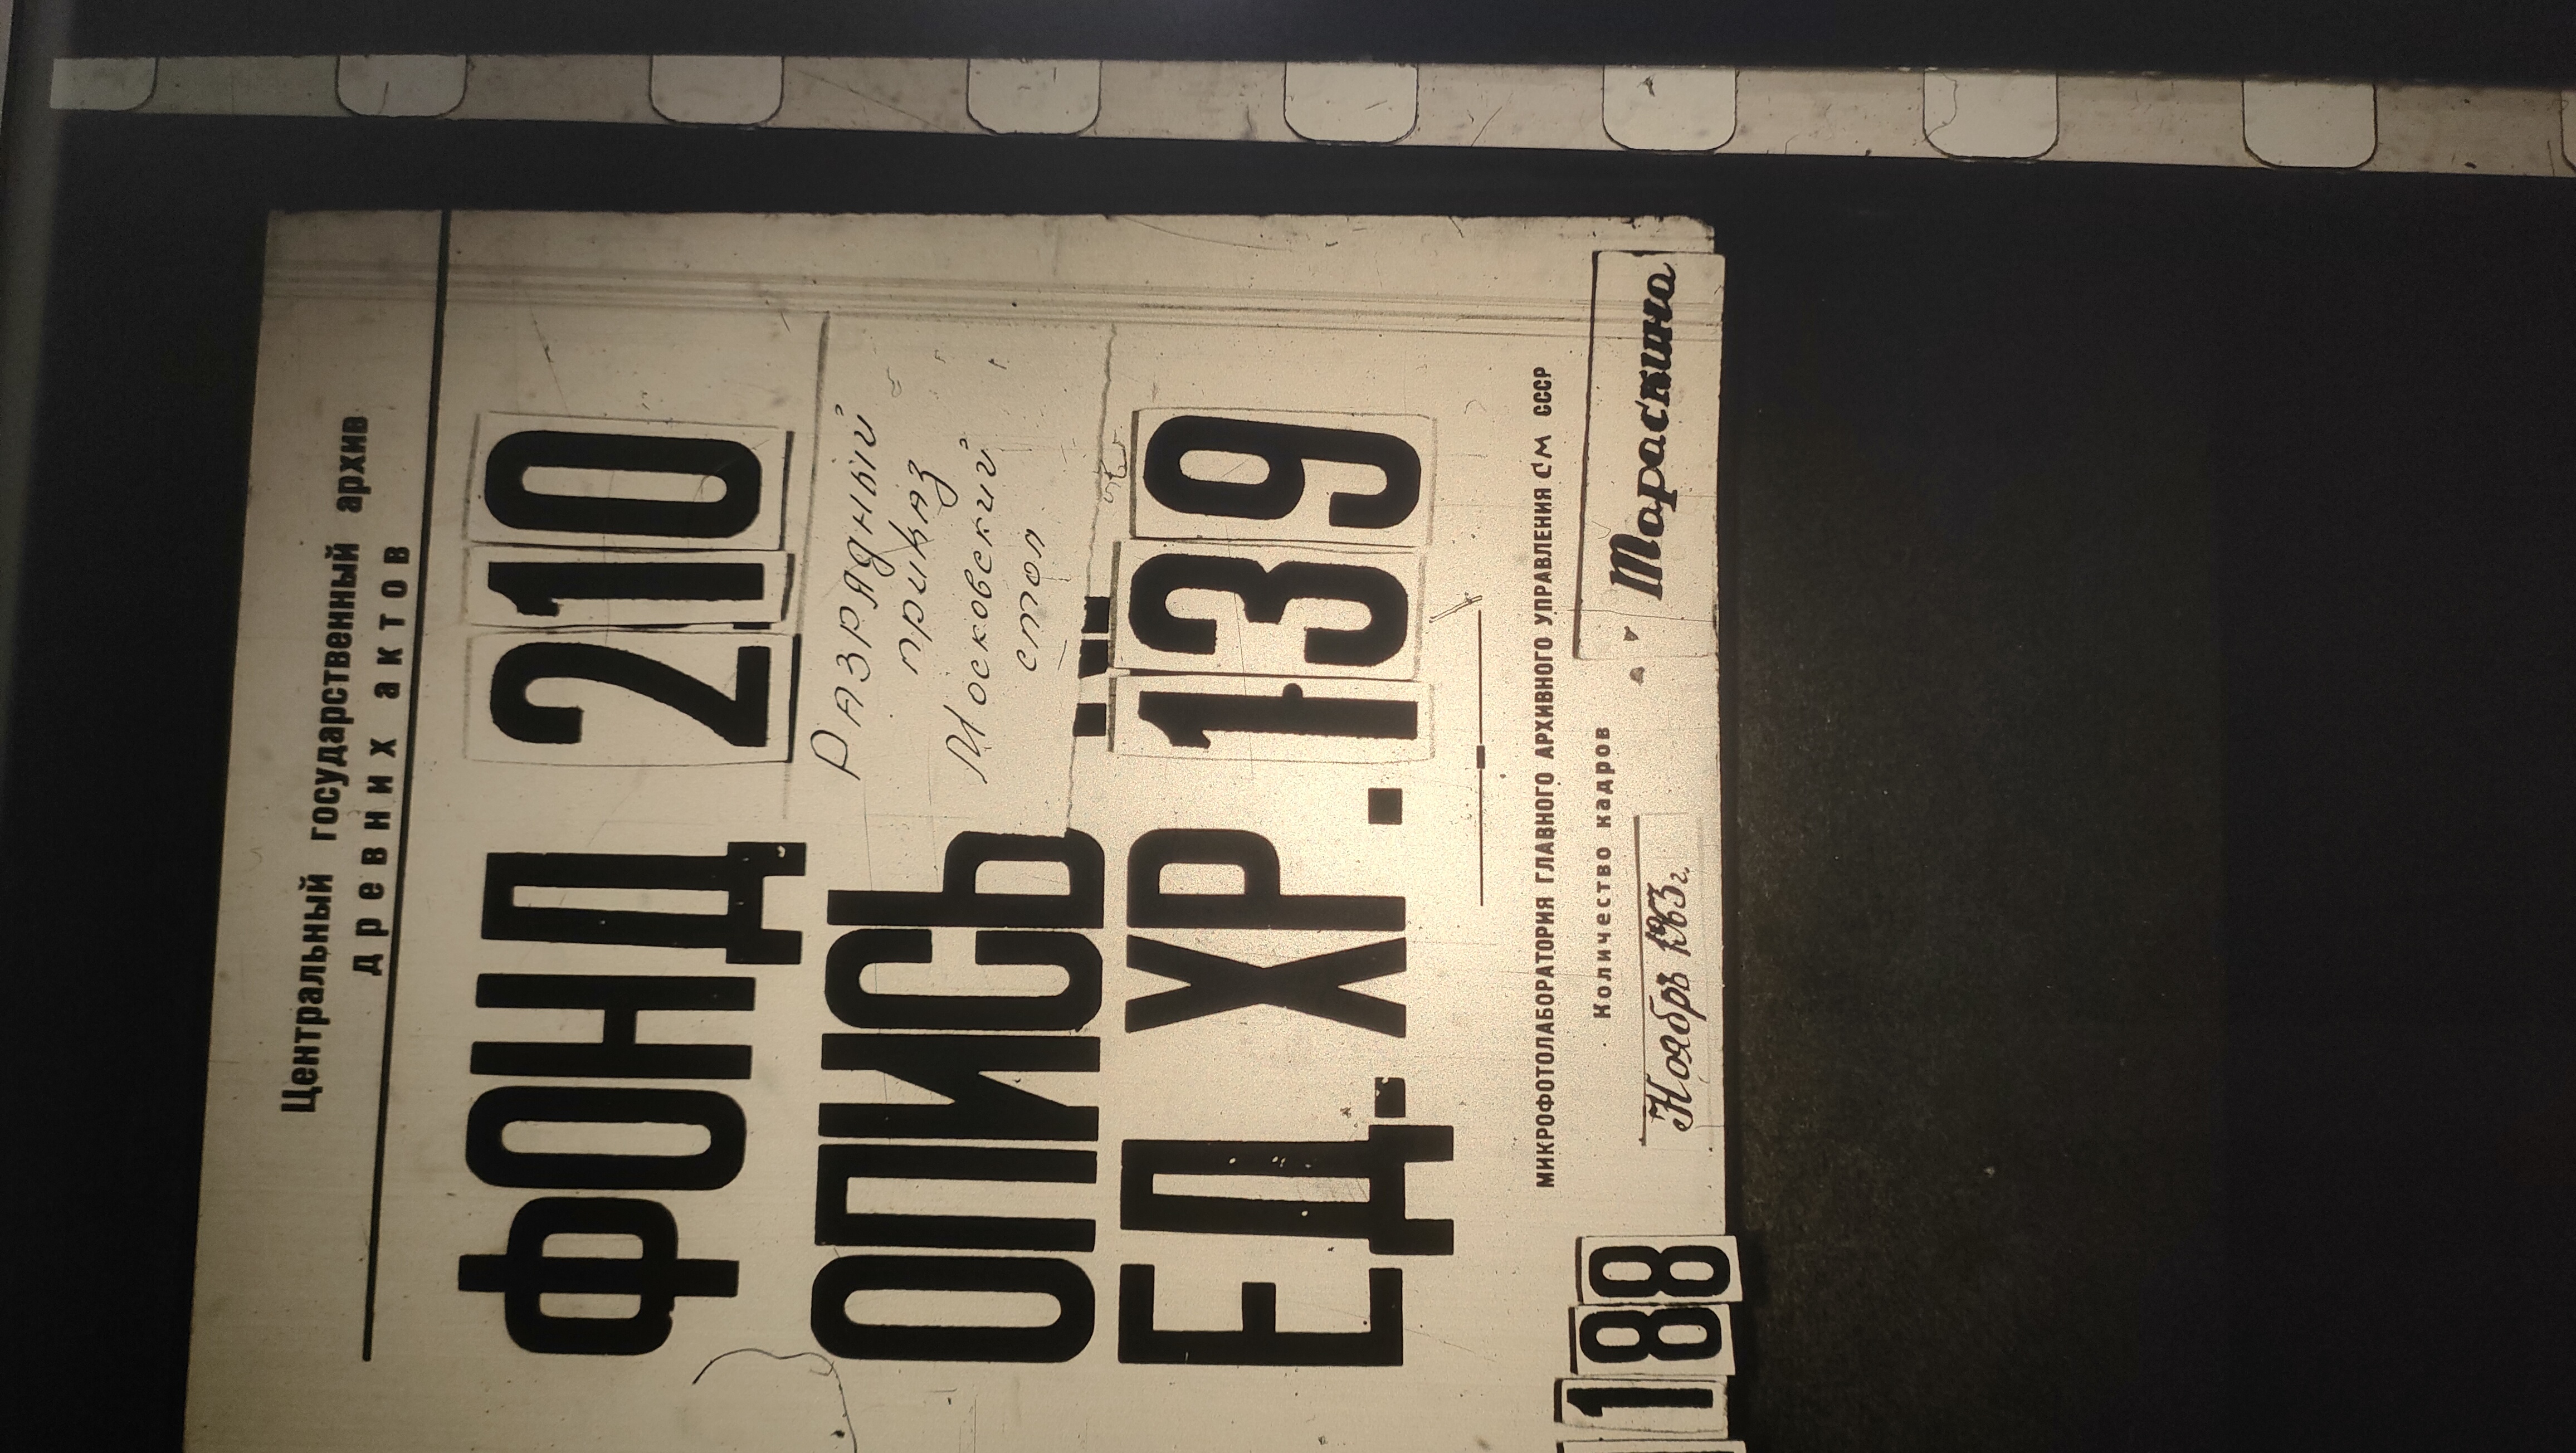 Центральный государственный архив
древних актов
ФОНД 210
ОПИСЬ
Разрядный
приказ
Московский
стол
ЕД. ХР. 139
МИКРОФОТОЛАБОРАТОРИЯ ГЛАВНОГО АРХИВНОГО УПРАВЛЕНИЯ СМ СССР
Количество кадров
188
Ноябрь 1963г.
Тараскина